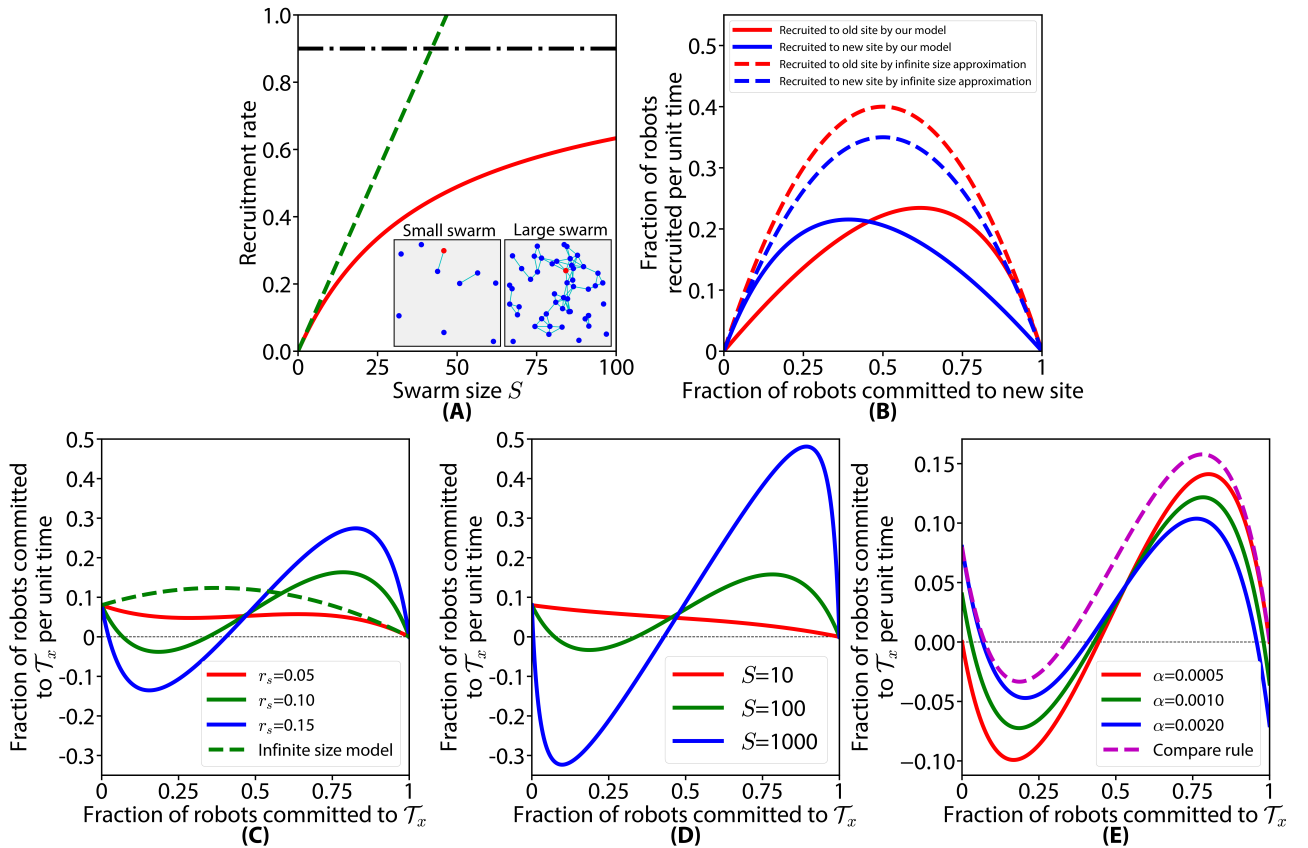 1.0
0.8
0.6
0.4
0.2
0.0
Recruitment rate
Small swarm
Large swarm
0 25 50 75 100
Swarm size S
(A)
0.5
0.4
0.3
0.2
0.1
0
Fraction of robots
recruited per unit time
Recruited to old site by our model
Recruited to new site by our model
Recruited to old site by infinite size approximation
Recruited to new site by infinite size approximation
0 0.25 0.5 0.75 1
Fraction of robots committed to new site
(B)
0.5
0.4
0.3
0.2
0.1
0
-0.1
-0.2
-0.3
Fraction of robots committed
to 𝒯ₓ per unit time
rₛ=0.05
rₛ=0.10
rₛ=0.15
Infinite size model
0 0.25 0.5 0.75 1
Fraction of robots committed to 𝒯ₓ
(C)
0.5
0.4
0.3
0.2
0.1
0
-0.1
-0.2
-0.3
Fraction of robots committed
to 𝒯ₓ per unit time
S=10
S=100
S=1000
0 0.25 0.5 0.75 1
Fraction of robots committed to 𝒯ₓ
(D)
0.15
0.10
0.05
0.00
−0.05
−0.10
Fraction of robots committed
to 𝒯ₓ per unit time
α=0.0005
α=0.0010
α=0.0020
Compare rule
0 0.25 0.5 0.75 1
Fraction of robots committed to 𝒯ₓ
(E)